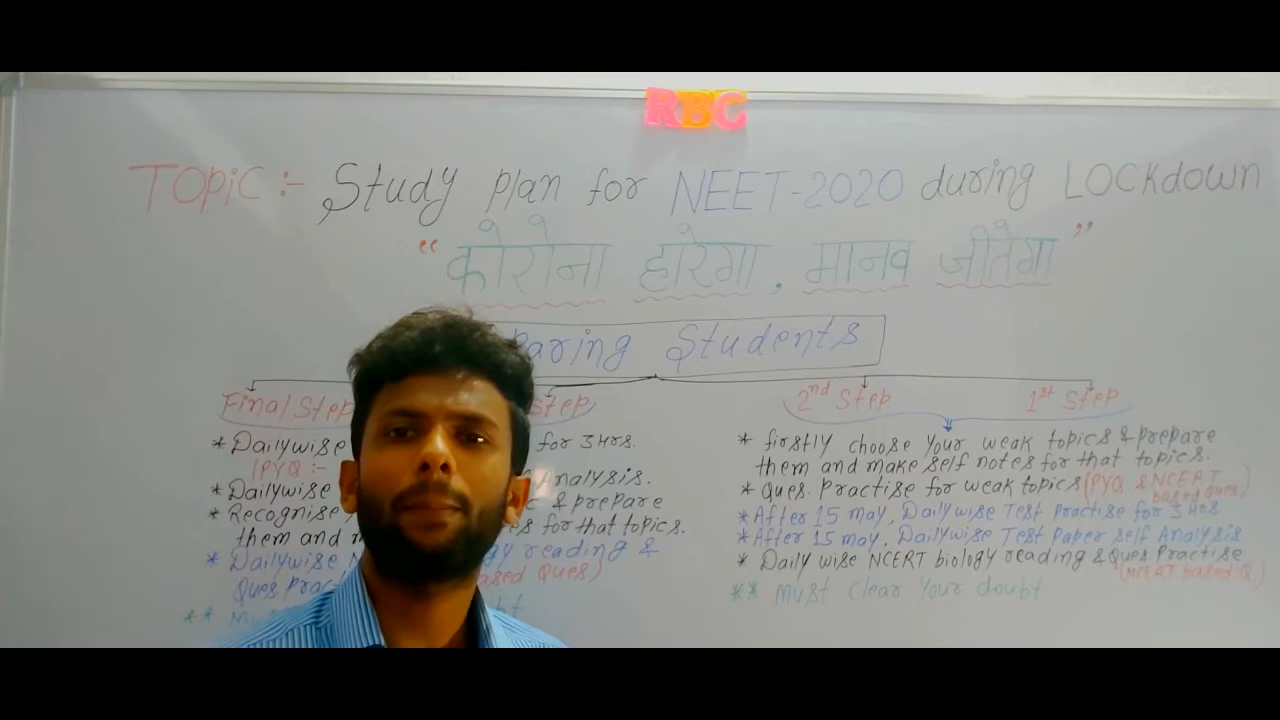 RBC
TOPiC:- Study plan for NEET-2020 during LOCKdown
“कोरोना हारेगा, मानव जीतेगा”
paring Students
Final Step
Step
* Dailywise for 3 Hrs.
(PYQ:-
* Dailywise Analysis.
* Recognise & prepare
them and for that topics.
* Dailywise reading &
Ques. based Ques)
**
2nd Step 1st Step
* firstly choose your weak topics & prepare
them and make self notes for that topics.
* Ques. Practise for weak topics (PYQ & NCERT
based Ques)
* After 15 may, Dailywise Test Practise for 3 Hrs
* After 15 may, Dailywise Test Paper self Analysis
* Daily wise NCERT biology reading & Ques Practise
(NCERT based Q.)
** Must Clear Your doubt